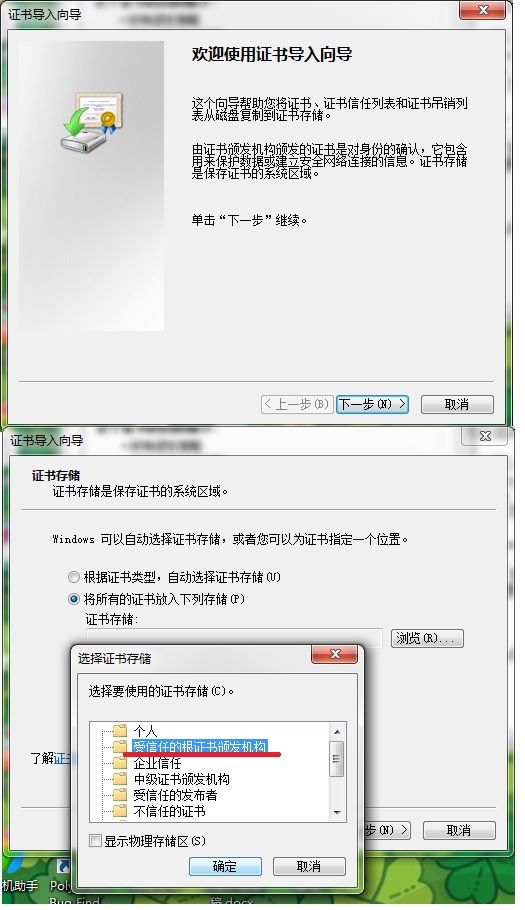 证书导入向导
欢迎使用证书导入向导
这个向导帮助您将证书、证书信任列表和证书吊销列
表从磁盘复制到证书存储。
由证书颁发机构颁发的证书是对身份的确认，它包含
用来保护数据或建立安全网络连接的信息。证书存储
是保存证书的系统区域。
单击“下一步”继续。
< 上一步(B)
下一步(N) >
取消
证书导入向导
证书存储
证书存储是保存证书的系统区域。
Windows 可以自动选择证书存储，或者您可以为证书指定一个位置。
根据证书类型，自动选择证书存储(U)
将所有的证书放入下列存储(P)
证书存储:
浏览(R)...
选择证书存储
选择要使用的证书存储(C)。
个人
受信任的根证书颁发机构
企业信任
中级证书颁发机构
受信任的发布者
不信任的证书
显示物理存储区(S)
确定
取消
了解证
步(N) >
取消
机助手